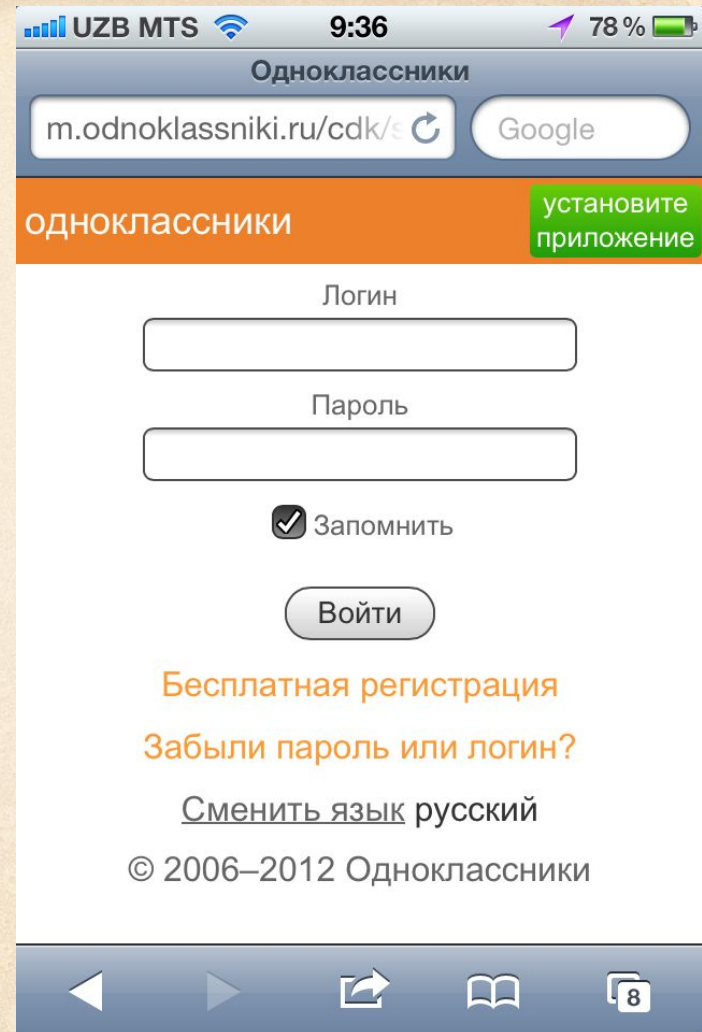 UZB MTS 9:36 78 %
Одноклассники
m.odnoklassniki.ru/cdk/s Google
одноклассники
установите
приложение
Логин
Пароль
Запомнить
Войти
Бесплатная регистрация
Забыли пароль или логин?
Сменить язык русский
© 2006–2012 Одноклассники
8